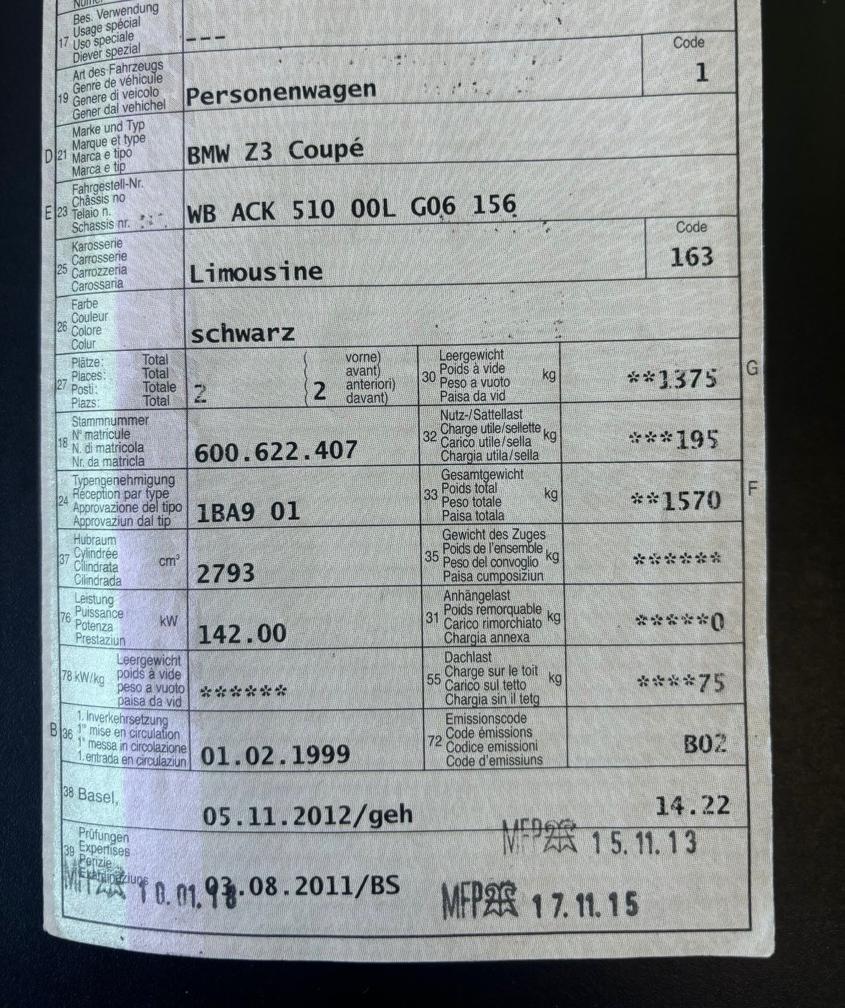 Bes. Verwendung
Usage spécial
17 Uso speciale
Diever spezial
---
Art des Fahrzeugs
Genre de véhicule
19 Genere di veicolo
Gener dal vehichel
Personenwagen
Code
1
Marke und Typ
Marque et type
D 21 Marca e tipo
Marca e tip
BMW Z3 Coupé
Fahrgestell-Nr.
Châssis no
E 23 Telaio n.
Schassis nr.
WB ACK 510 00L G06 156
Karosserie
Carrosserie
25 Carrozzeria
Carossaria
Limousine
Code
163
Farbe
Couleur
26 Colore
Colur
schwarz
Plätze: Total
Places: Total
27 Posti: Totale
Plazs: Total
2
2
vorne)
avant)
anteriori)
davant)
Leergewicht
30 Poids à vide kg
Peso a vuoto
Paisa da vid
**1375
G
Stammnummer
18 N° matricule
N. di matricola
Nr. da matricla
600.622.407
Nutz-/Sattellast
32 Charge utile/sellette kg
Carico utile/sella
Chargia utila/sella
***195
Typengenehmigung
24 Réception par type
Approvazione del tipo
Approvaziun dal tip
1BA9 01
Gesamtgewicht
33 Poids total kg
Peso totale
Paisa totala
**1570
F
Hubraum
37 Cylindrée cm³
Cilindrata
Cilindrada
2793
Gewicht des Zuges
35 Poids de l'ensemble kg
Peso del convoglio
Paisa cumposiziun
******
Leistung
76 Puissance kW
Potenza
Prestaziun
142.00
Anhängelast
31 Poids remorquable kg
Carico rimorchiato
Chargia annexa
*****0
Leergewicht
78 kW/kg poids à vide
peso a vuoto
paisa da vid
******
Dachlast
55 Charge sur le toit kg
Carico sul tetto
Chargia sin il tetg
****75
1. Inverkehrsetzung
B 36 1re mise en circulation
1a messa in circolazione
1. entrada en circulaziun
01.02.1999
Emissionscode
72 Code émissions
Codice emissioni
Code d'emissiuns
B02
38 Basel,
05.11.2012/geh
14.22
Prüfungen
39 Expertises
Perizie
MFP 15.11.13
MFP 10.01.18
03.08.2011/BS
MFP 17.11.15